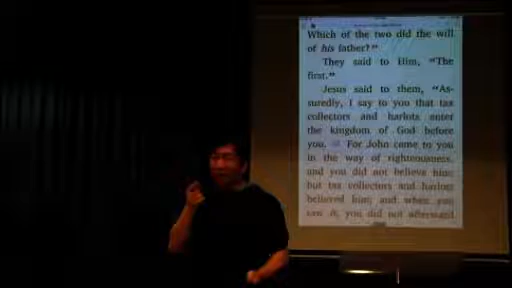 Which of the two did the will
of his father?”
They said to Him, “The
first.”
Jesus said to them, “As-
suredly, I say to you that tax
collectors and harlots enter
the kingdom of God before
you. For John came to you
in the way of righteousness,
and you did not believe him;
but tax collectors and harlots
believed him; and when you
saw it, you did not afterward